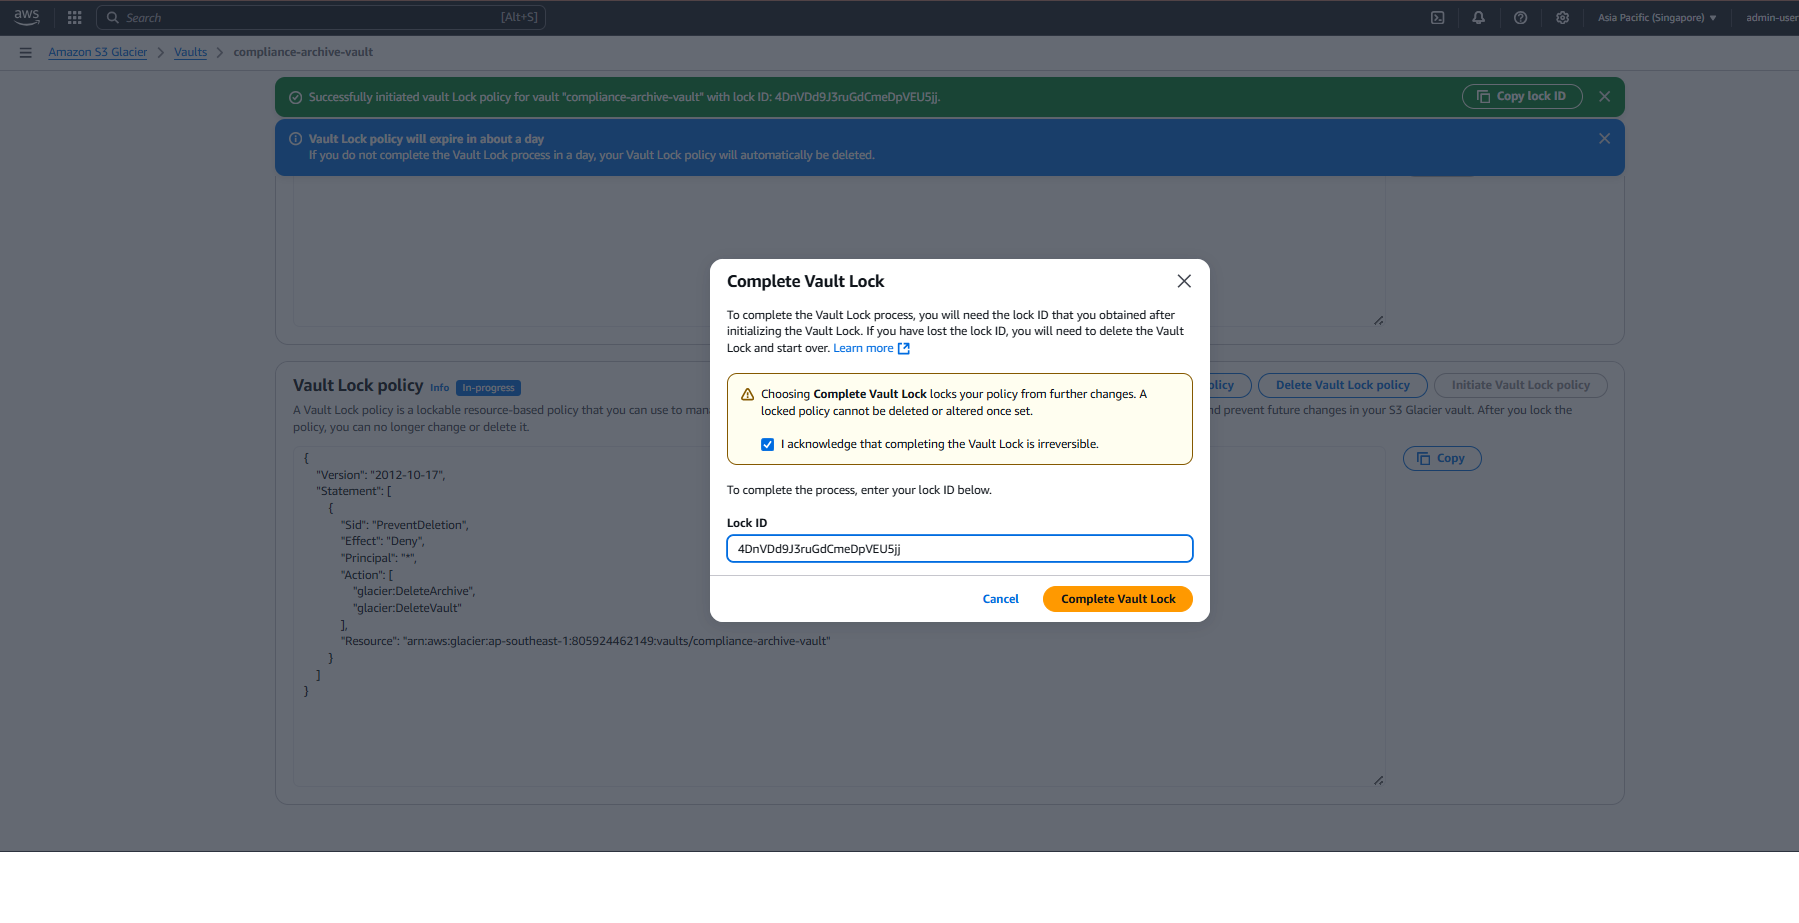 aws
Search [Alt+S]
Asia Pacific (Singapore) ▼
admin-user
Amazon S3 Glacier > Vaults > compliance-archive-vault
Successfully initiated vault Lock policy for vault "compliance-archive-vault" with lock ID: 4DnVDd9J3ruGdCmeDpVEU5jj.
Copy lock ID
Vault Lock policy will expire in about a day
If you do not complete the Vault Lock process in a day, your Vault Lock policy will automatically be deleted.
Complete Vault Lock
To complete the Vault Lock process, you will need the lock ID that you obtained after
initializing the Vault Lock. If you have lost the lock ID, you will need to delete the Vault
Lock and start over. Learn more
Choosing Complete Vault Lock locks your policy from further changes. A
locked policy cannot be deleted or altered once set.
I acknowledge that completing the Vault Lock is irreversible.
To complete the process, enter your lock ID below.
Lock ID
4DnVDd9J3ruGdCmeDpVEU5jj
Cancel
Complete Vault Lock
Vault Lock policy Info In-progress
Delete Vault Lock policy
Initiate Vault Lock policy
A Vault Lock policy is a lockable resource-based policy that you can use to
prevent future changes in your S3 Glacier vault. After you lock the
policy, you can no longer change or delete it.
Copy
{
"Version": "2012-10-17",
"Statement": [
{
"Sid": "PreventDeletion",
"Effect": "Deny",
"Principal": "*",
"Action": [
"glacier:DeleteArchive",
"glacier:DeleteVault"
],
"Resource": "arn:aws:glacier:ap-southeast-1:805924462149:vaults/compliance-archive-vault"
}
]
}